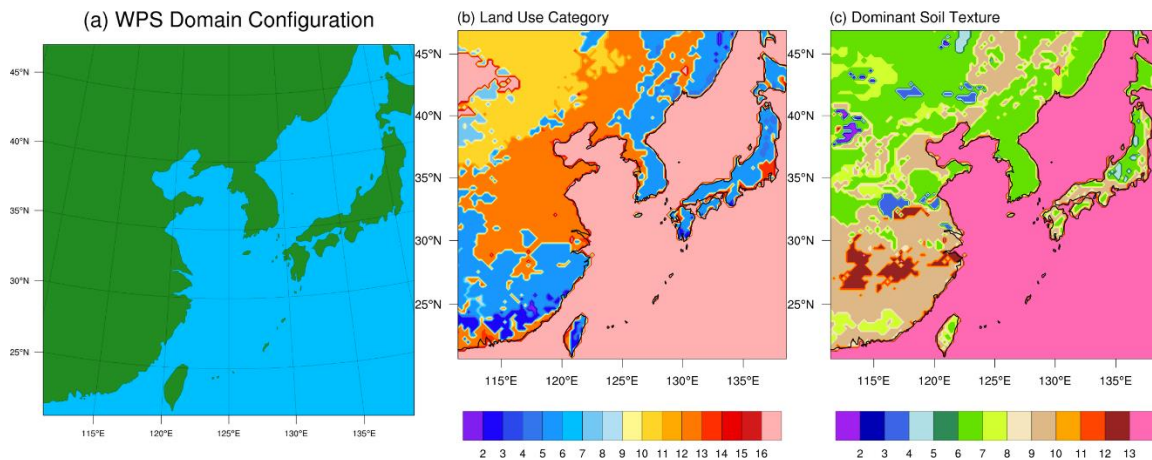 (a) WPS Domain Configuration
45°N
40°N
35°N
30°N
25°N
115°E 120°E 125°E 130°E 135°E
(b) Land Use Category
45°N
40°N
35°N
30°N
25°N
115°E 120°E 125°E 130°E 135°E
2 3 4 5 6 7 8 9 10 11 12 13 14 15 16
(c) Dominant Soil Texture
45°N
40°N
35°N
30°N
25°N
115°E 120°E 125°E 130°E 135°E
2 3 4 5 6 7 8 9 10 11 12 13